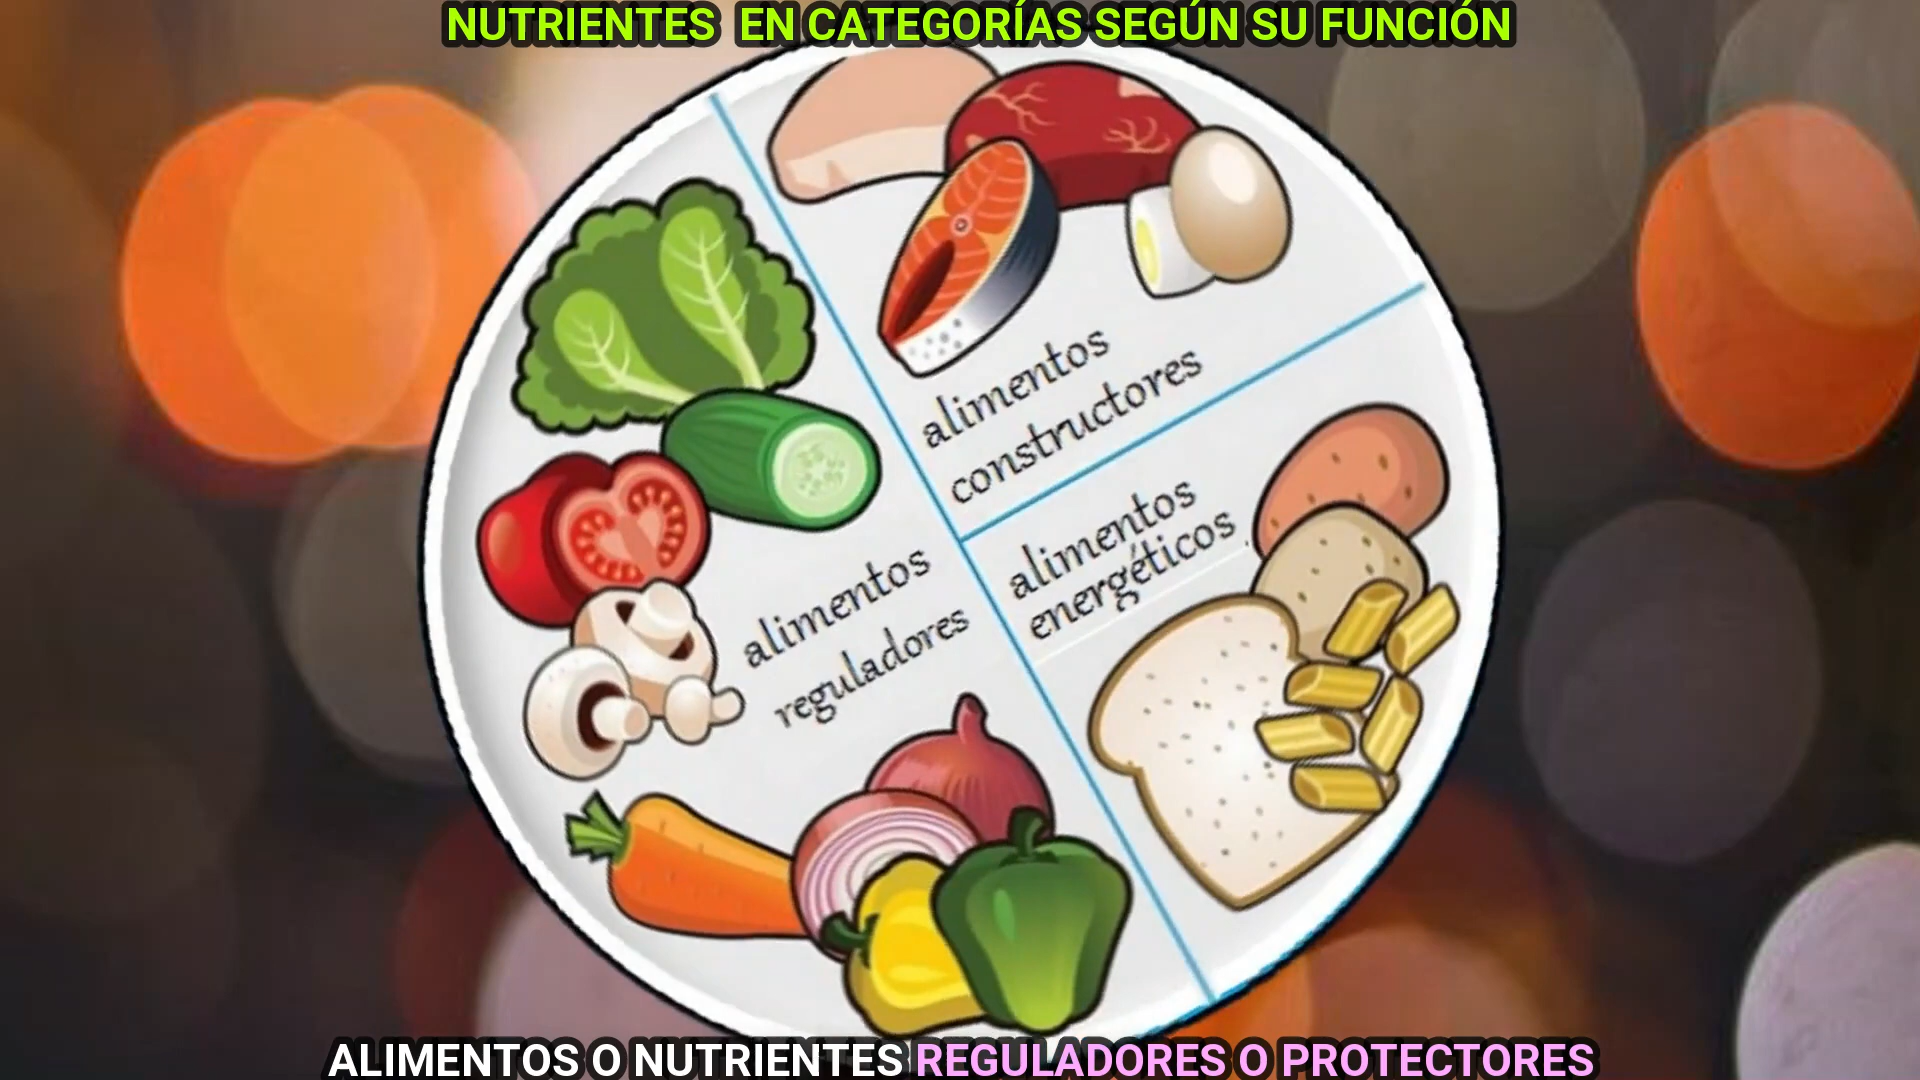 NUTRIENTES EN CATEGORÍAS SEGÚN SU FUNCIÓN
alimentos
constructores
alimentos
energéticos.
alimentos
reguladores
ALIMENTOS O NUTRIENTES REGULADORES O PROTECTORES